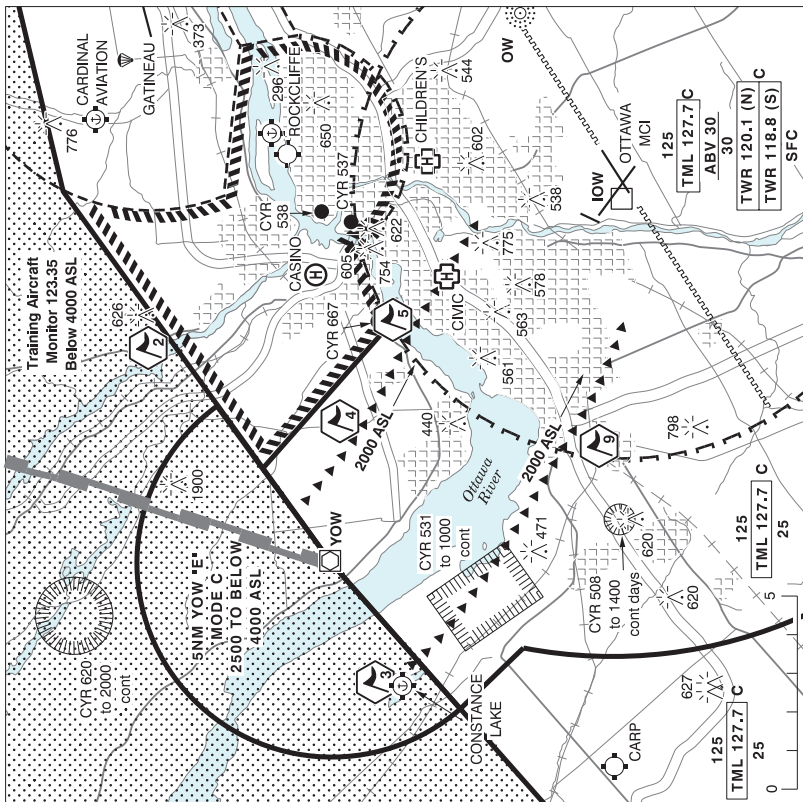 Training Aircraft
Monitor 123.35
Below 4000 ASL
CARDINAL
AVIATION
GATINEAU
373
776
626
2
296
ROCKCLIFFE
650
CYR
538
CYR 537
CASINO
605
754
622
CYR 667
5
CHILDREN'S
544
602
538
OW
CIVIC
775
578
563
561
IOW
OTTAWA
MCI
125
TML 127.7 C
ABV 30
30
TWR 120.1 (N)
TWR 118.8 (S)
C
SFC
4
2000 ASL
440
1900
YOW
5NM YOW "E"
MODE C
2500 TO BELOW
4000 ASL
CYR 620
to 2000
cont
CYR 531
to 1000
cont
Ottawa
River
2000 ASL
9
798
471
620
CYR 508
to 1400
cont days
620
125
TML 127.7 C
25
3
CONSTANCE
LAKE
627
CARP
125
TML 127.7 C
25
0
5